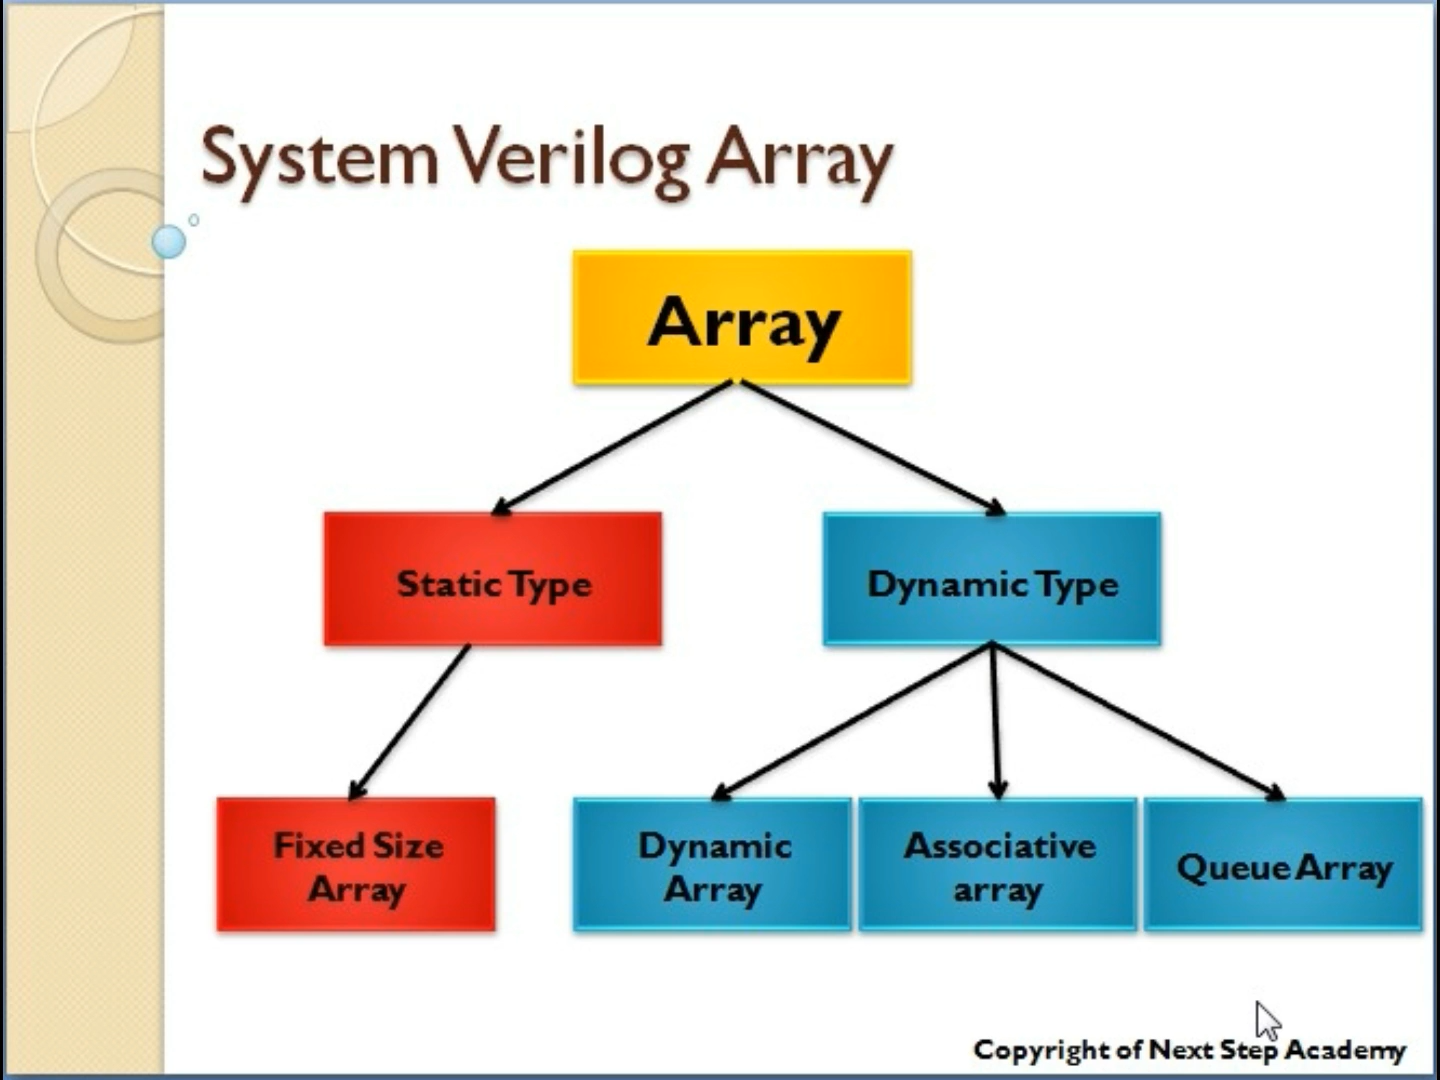 System Verilog Array
Array
Static Type
Dynamic Type
Fixed Size
Array
Dynamic
Array
Associative
array
Queue Array
Copyright of Next Step Academy